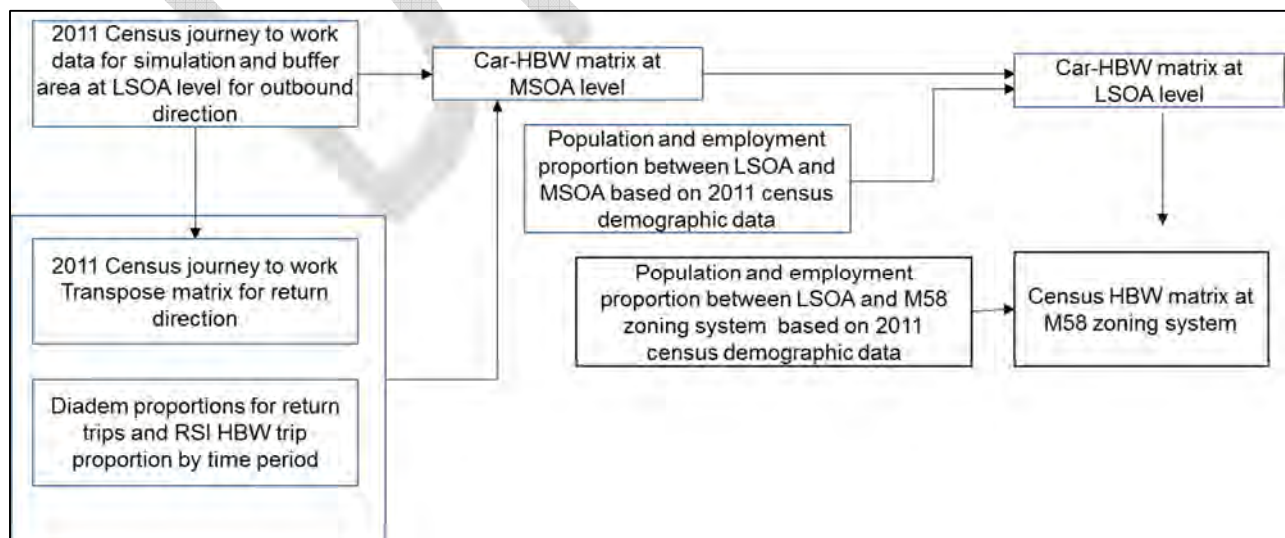 2011 Census journey to work
data for simulation and buffer
area at LSOA level for outbound
direction
Car-HBW matrix at
MSOA level
Car-HBW matrix at
LSOA level
Population and employment
proportion between LSOA and
MSOA based on 2011 census
demographic data
2011 Census journey to work
Transpose matrix for return
direction
Population and employment
proportion between LSOA and M58
zoning system based on 2011
census demographic data
Census HBW matrix at
M58 zoning system
Diadem proportions for return
trips and RSI HBW trip
proportion by time period